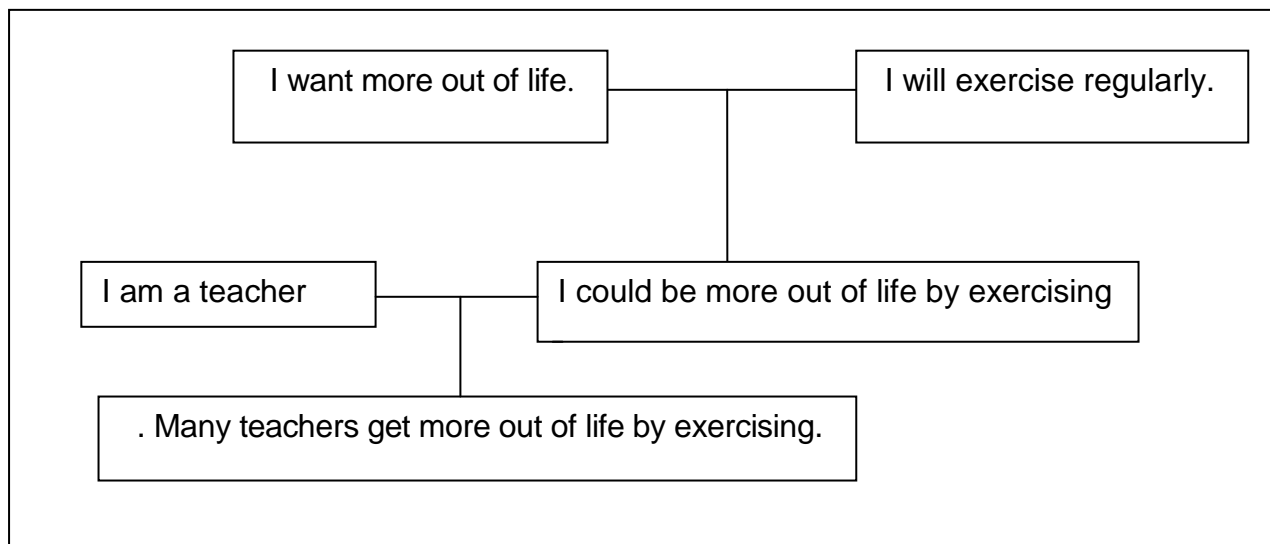 I want more out of life.
I will exercise regularly.
I am a teacher
I could be more out of life by exercising
. Many teachers get more out of life by exercising.